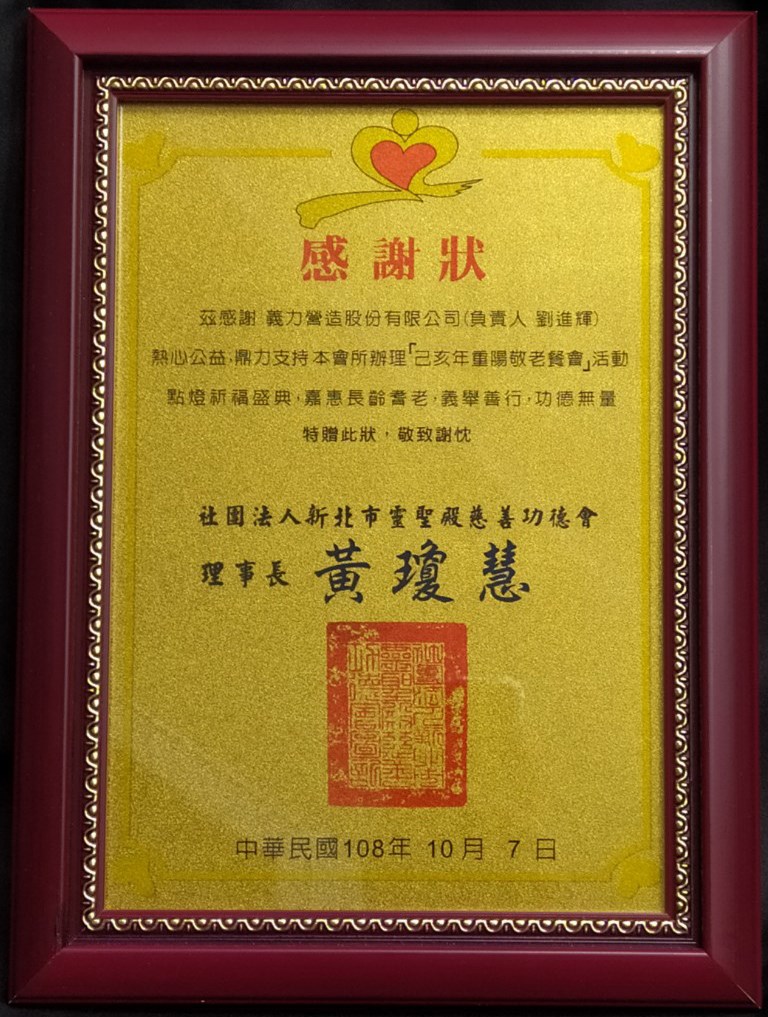 感謝狀
茲感謝 義力營造股份有限公司(負責人 劉進輝)
熱心公益,鼎力支持本會所辦理「己亥年重陽敬老餐會」活動
點燈祈福盛典,嘉惠長齡耆老,義舉善行,功德無量
特贈此狀,敬致謝忱
社團法人新北市靈聖殿慈善功德會
理事長 黃瓊慧
中華民國108年 10月 7日